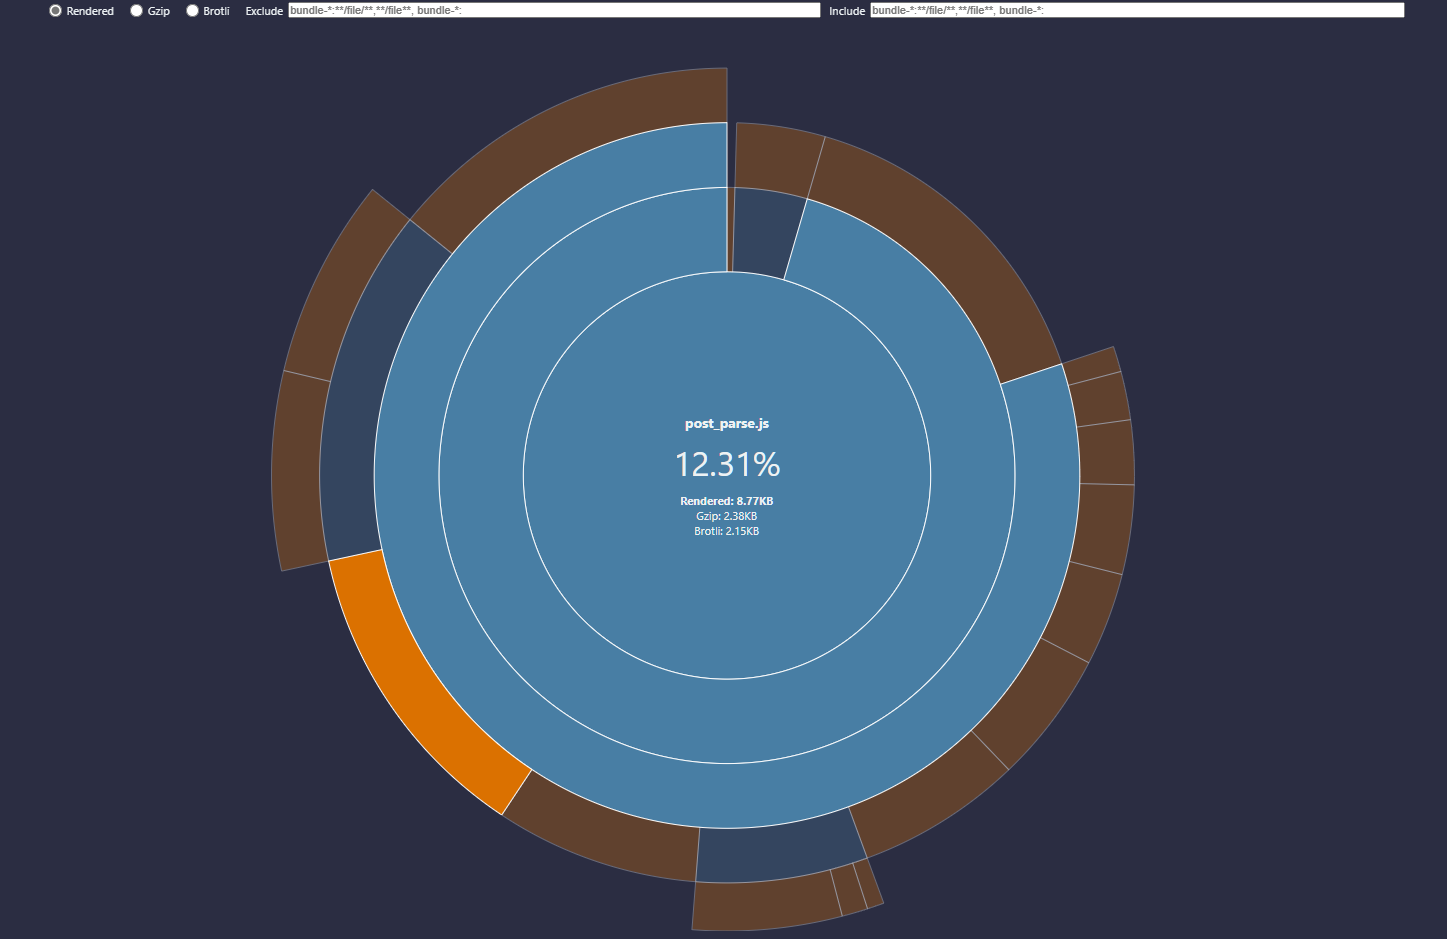 Rendered Gzip Brotli Exclude bundle-*:**/file/**,**/file**, bundle-*: Include bundle-*:**/file/**,**/file**, bundle-*:
post_parse.js
12.31%
Rendered: 8.77KB
Gzip: 2.38KB
Brotli: 2.15KB